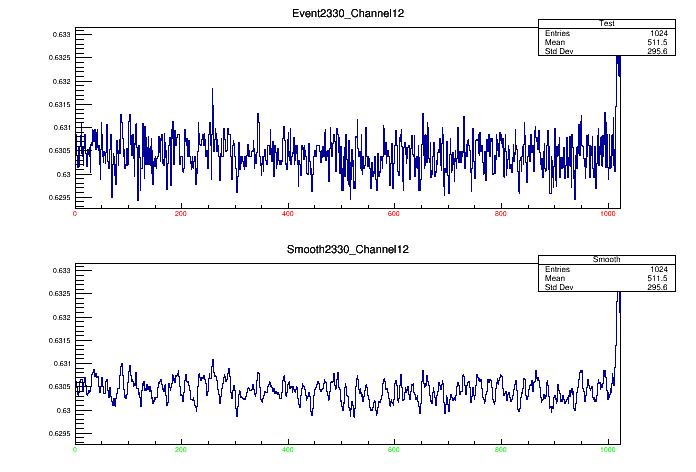 Event2330_Channel12
Test
Entries 1024
Mean 511.5
Std Dev 295.6
0.633
0.6325
0.632
0.6315
0.631
0.6305
0.63
0.6295
0 200 400 600 800 1000
Smooth2330_Channel12
Smooth
Entries 1024
Mean 511.5
Std Dev 295.6
0.633
0.6325
0.632
0.6315
0.631
0.6305
0.63
0.6295
0 200 400 600 800 1000